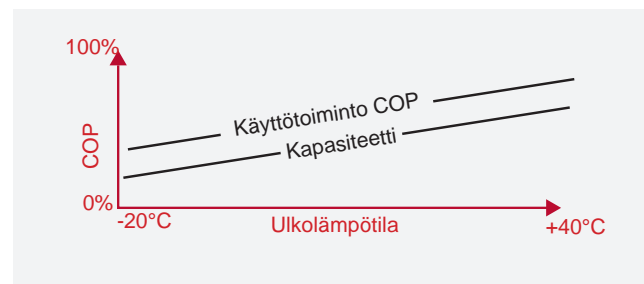 100%
Käyttötoiminto COP
COP
Kapasiteetti
0%
-20°C
Ulkolämpötila
+40°C